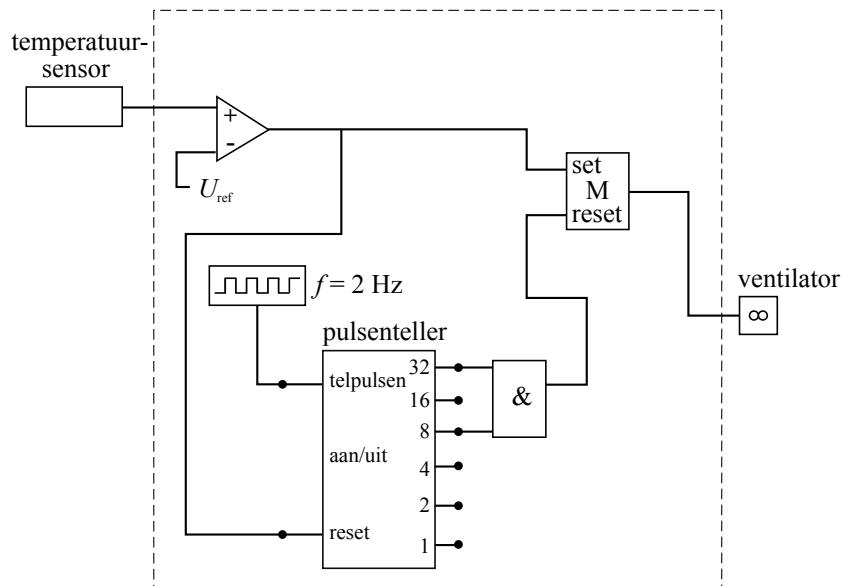 temperatuur-
sensor
+
-
U_ref
set
M
reset
f = 2 Hz
ventilator
∞
pulsenteller
telpulsen
aan/uit
reset
32
16
8
4
2
1
&